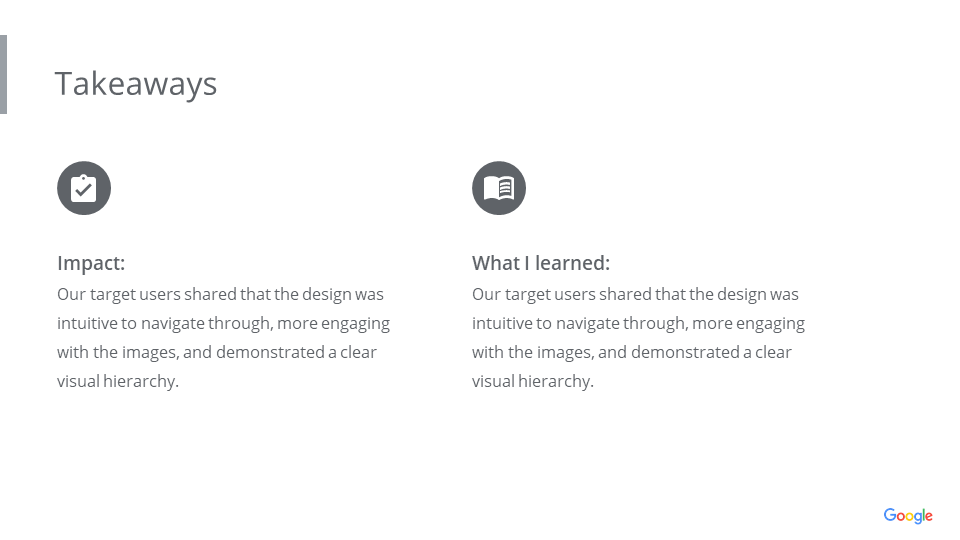 Takeaways
Impact:
Our target users shared that the design was
intuitive to navigate through, more engaging
with the images, and demonstrated a clear
visual hierarchy.
What I learned:
Our target users shared that the design was
intuitive to navigate through, more engaging
with the images, and demonstrated a clear
visual hierarchy.
Google